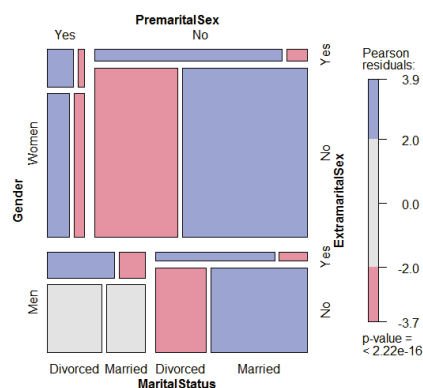 PremaritalSex
Yes No
Pearson
residuals:
Yes
3.9
2.0
Women
No
0.0
Gender
ExtramaritalSex
-2.0
Yes
Men
No
-3.7
p-value =
< 2.22e-16
Divorced Married Divorced Married
MaritalStatus